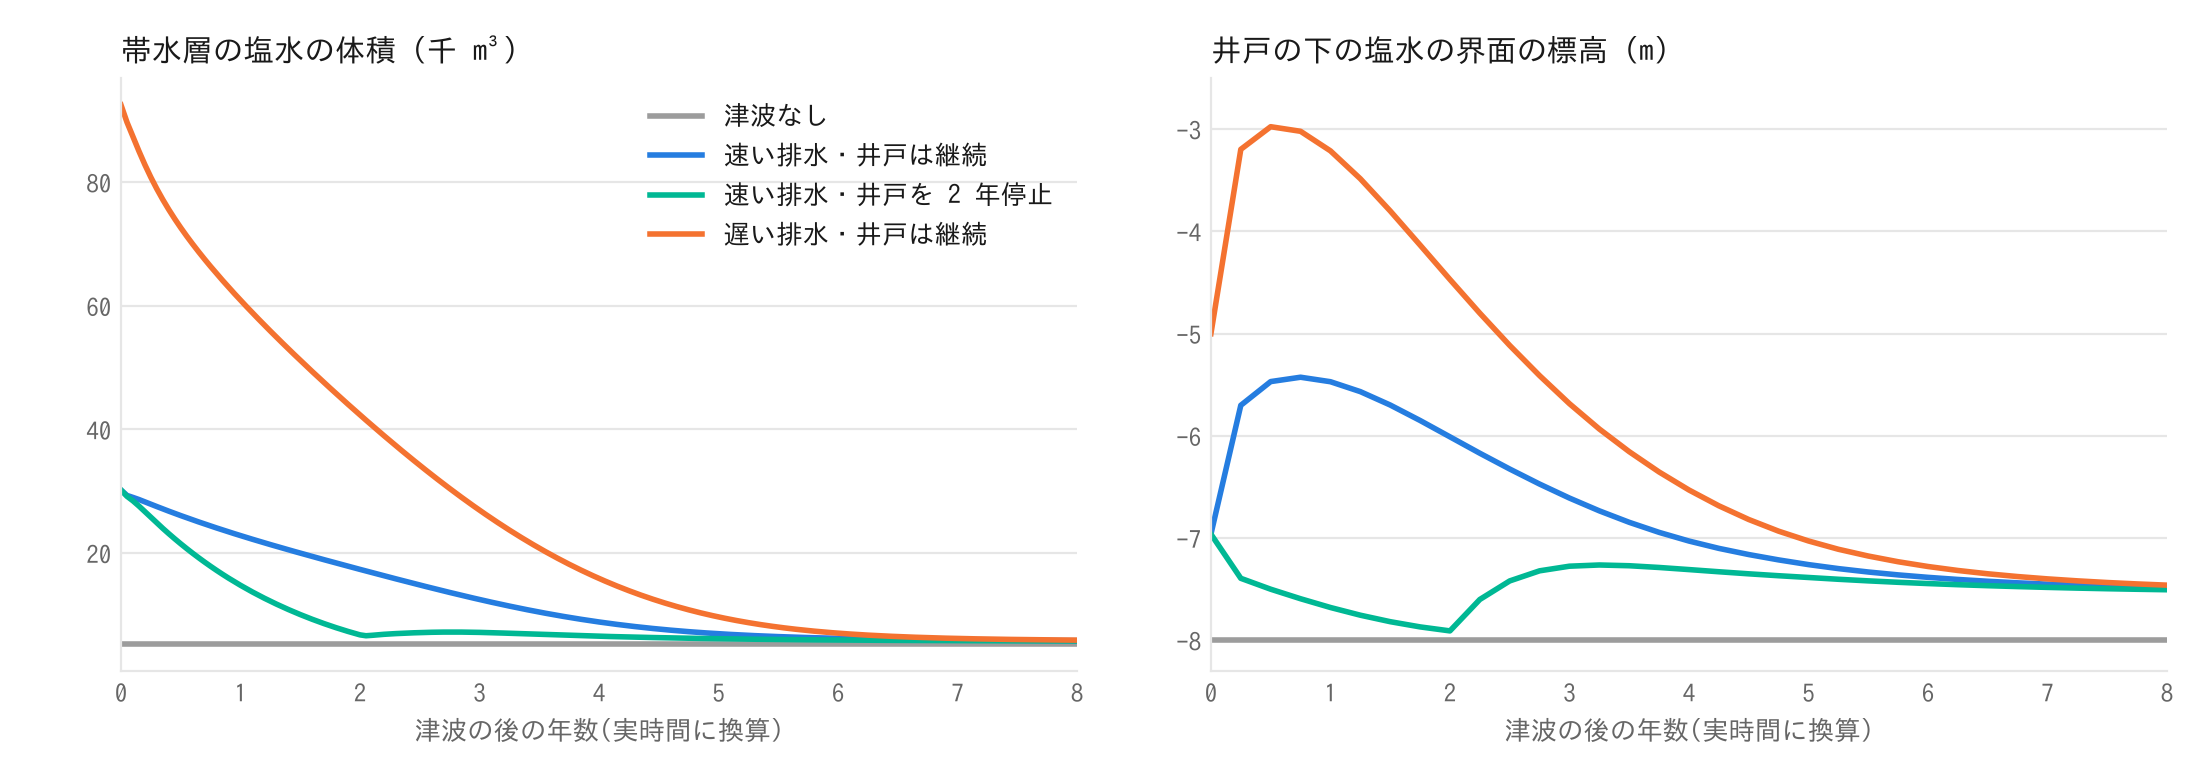 帯水層の塩水の体積（千 m³）
津波なし
速い排水・井戸は継続
速い排水・井戸を 2 年停止
遅い排水・井戸は継続
80
60
40
20
0 1 2 3 4 5 6 7 8
津波の後の年数(実時間に換算)
井戸の下の塩水の界面の標高（m）
−3
−4
−5
−6
−7
−8
0 1 2 3 4 5 6 7 8
津波の後の年数(実時間に換算)